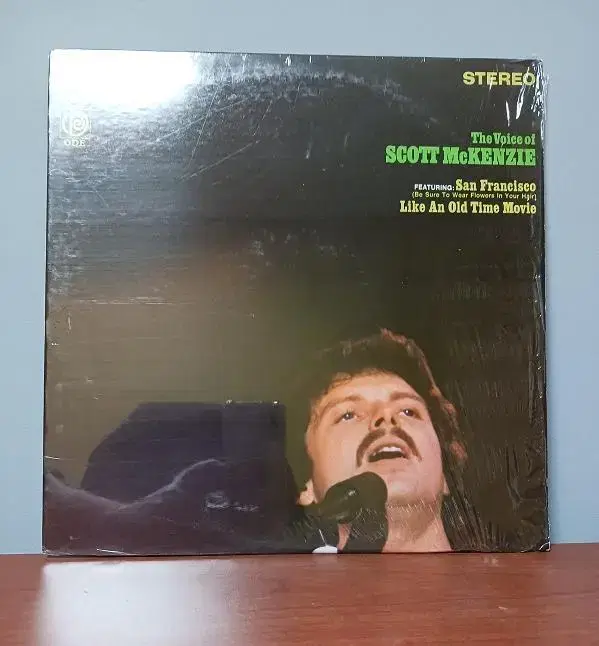 STEREO
ODE
The Voice of
SCOTT McKENZIE
FEATURING: San Francisco
(Be Sure To Wear Flowers In Your Hair)
Like An Old Time Movie